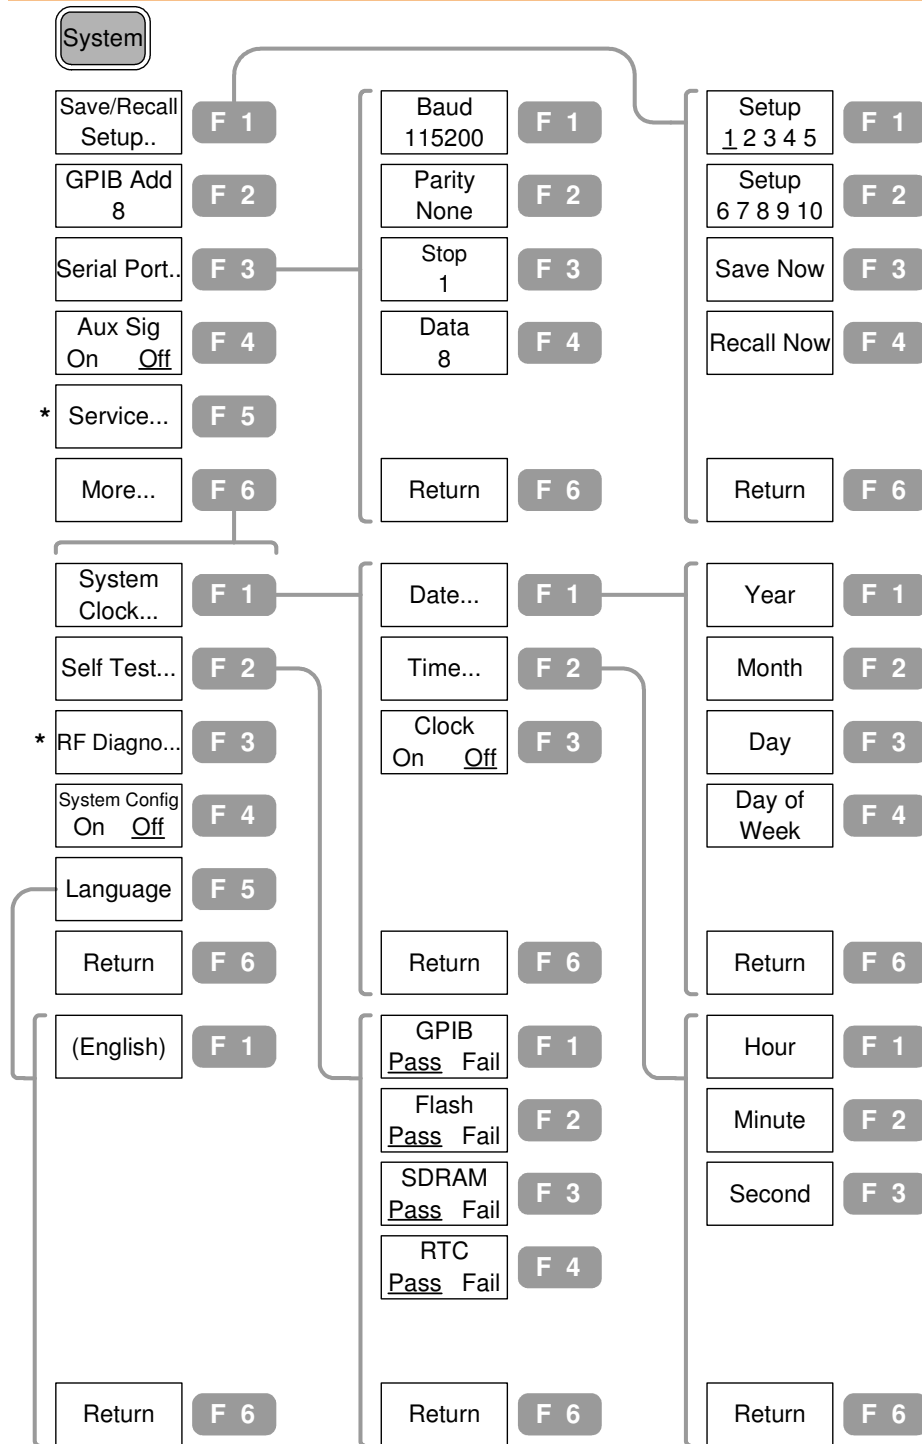 System
Save/Recall
Setup..
F 1
GPIB Add
8
F 2
Serial Port..
F 3
Aux Sig
On Off
F 4
* Service...
F 5
More...
F 6
Baud
115200
F 1
Parity
None
F 2
Stop
1
F 3
Data
8
F 4
Return
F 6
Setup
1 2 3 4 5
F 1
Setup
6 7 8 9 10
F 2
Save Now
F 3
Recall Now
F 4
Return
F 6
System
Clock...
F 1
Self Test...
F 2
* RF Diagno...
F 3
System Config
On Off
F 4
Language
F 5
Return
F 6
Date...
F 1
Time...
F 2
Clock
On Off
F 3
Return
F 6
Year
F 1
Month
F 2
Day
F 3
Day of
Week
F 4
Return
F 6
(English)
F 1
Return
F 6
GPIB
Pass Fail
F 1
Flash
Pass Fail
F 2
SDRAM
Pass Fail
F 3
RTC
Pass Fail
F 4
Return
F 6
Hour
F 1
Minute
F 2
Second
F 3
Return
F 6